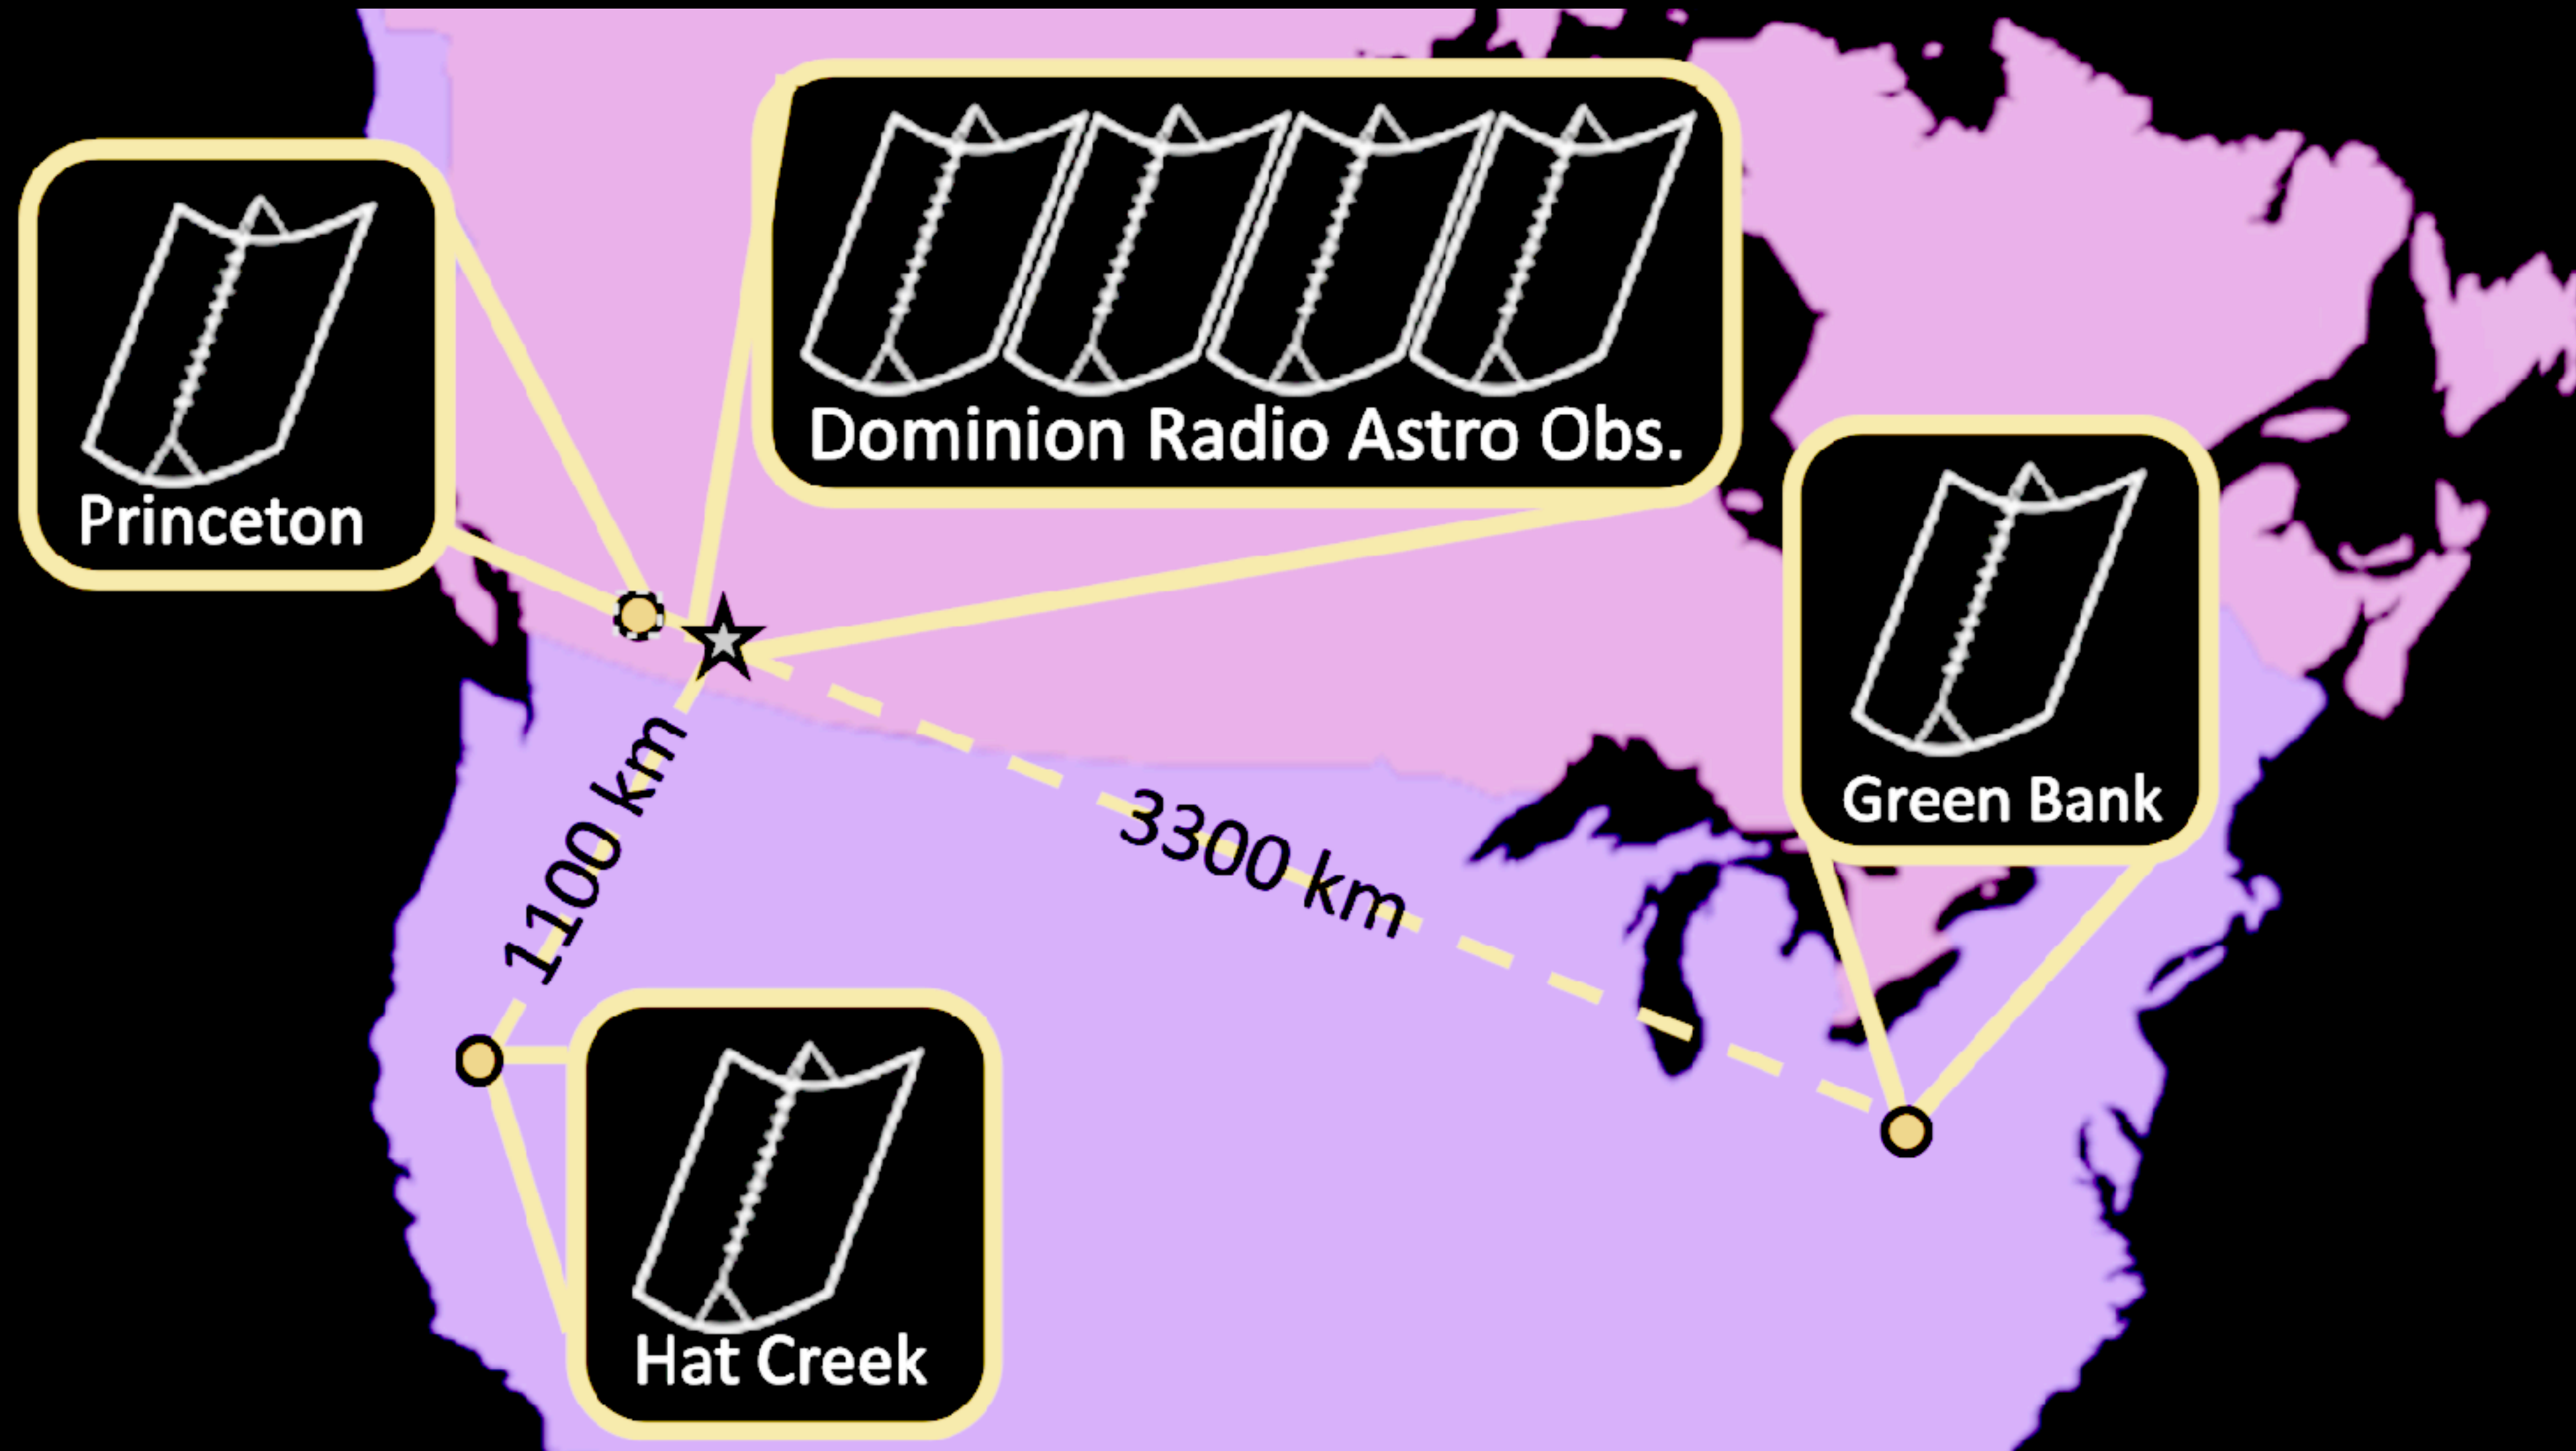 Dominion Radio Astro Obs.
Princeton
Green Bank
1100 km
3300 km
Hat Creek